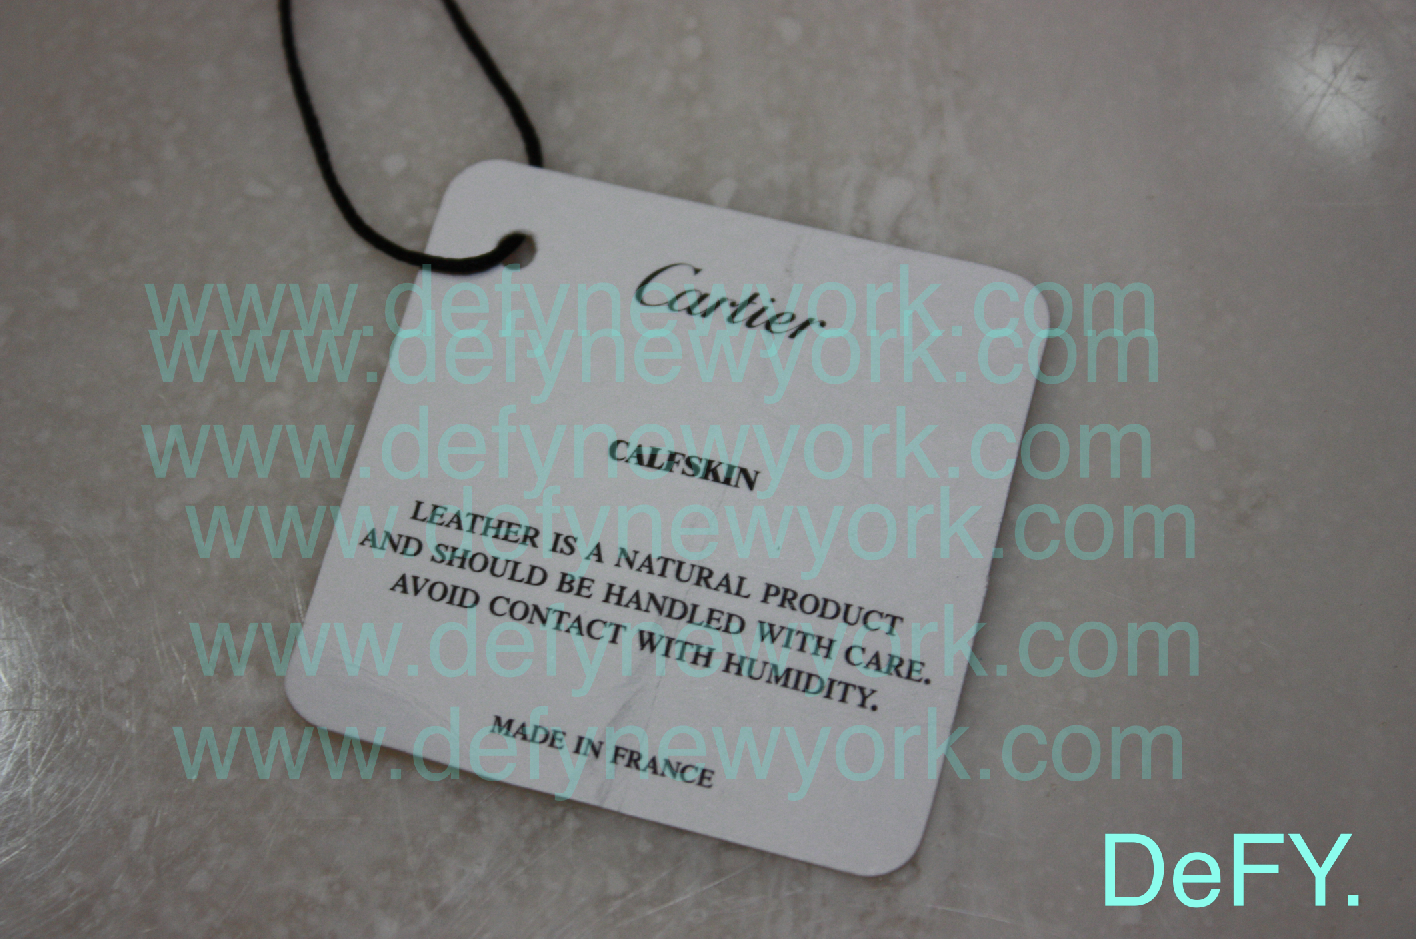 Cartier
www.defynewyork.com
www.defynewyork.com
www.defynewyork.com
CALFSKIN
www.defynewyork.com
LEATHER IS A NATURAL PRODUCT
AND SHOULD BE HANDLED WITH CARE.
AVOID CONTACT WITH HUMIDITY.
www.defynewyork.com
MADE IN FRANCE
www.defynewyork.com
DeFY.